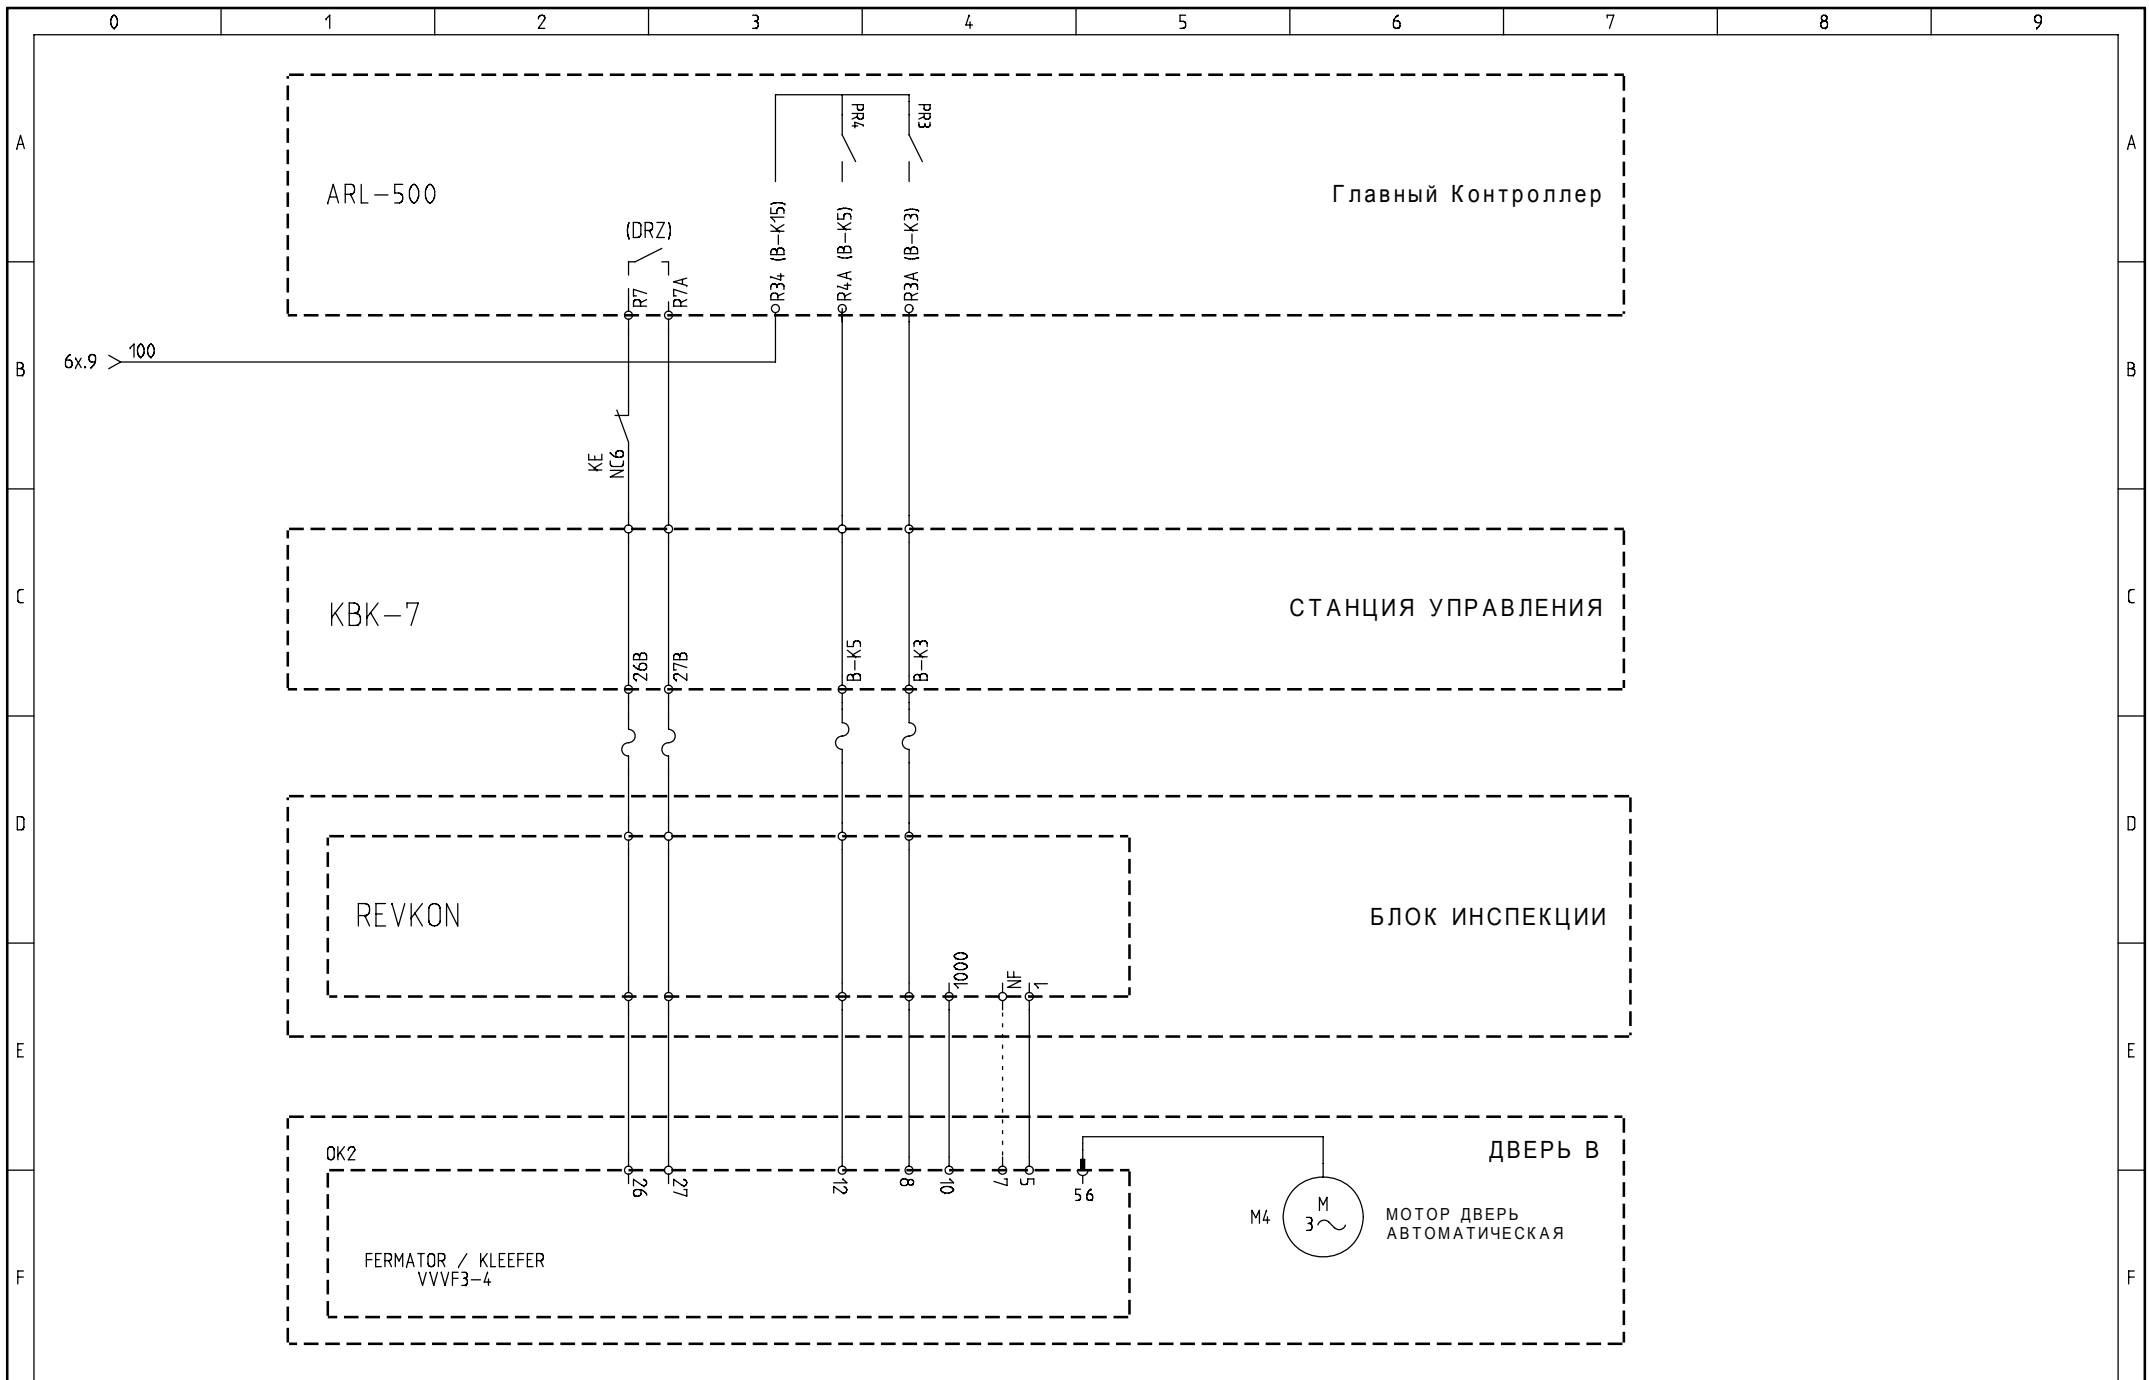 0 1 2 3 4 5 6 7 8 9
A A
PR4 PR3
ARL-500
Главный Контроллер
(DRZ)
R7
R7A
R34 (B-K15)
R4A (B-K5)
R3A (B-K3)
B B
6x.9 100
KE
NC6
C C
KBK-7
СТАНЦИЯ УПРАВЛЕНИЯ
26B
27B
B-K5
B-K3
D D
REVKON
БЛОК ИНСПЕКЦИИ
1000
NF
1
E E
OK2
ДВЕРЬ B
26 27 12 8 10 7 5 56
M4
M
3
МОТОР ДВЕРЬ
АВТОМАТИЧЕСКАЯ
FERMATOR / KLEEFER
VVVF3-4
F F